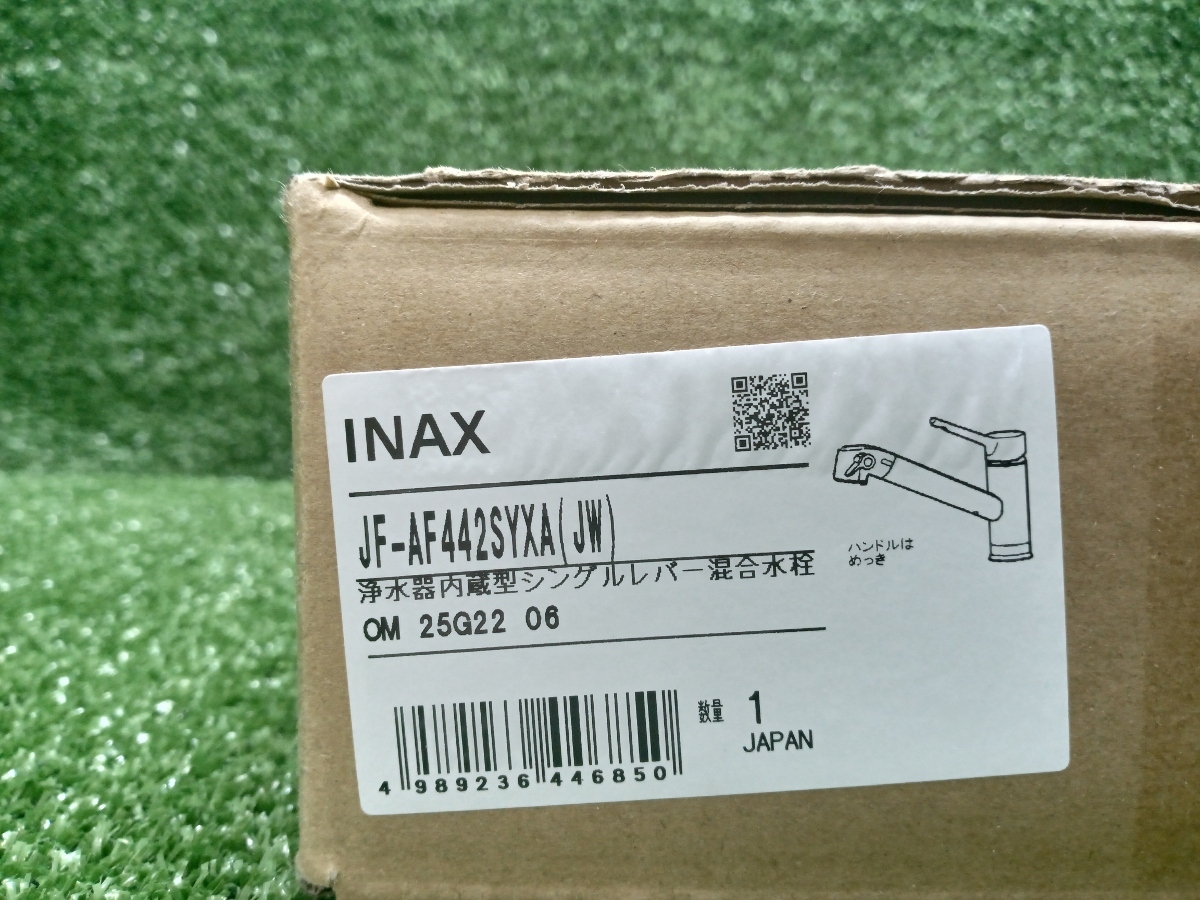 INAX
JF-AF442SYXA(JW)
浄水器内蔵型シングルレバー混合水栓
OM 25G22 06
ハンドルは
めっき
数量 1
JAPAN
4 989236 446850